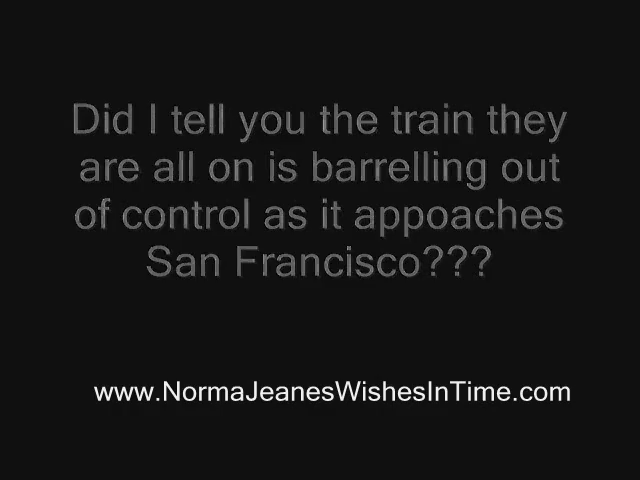 Did I tell you the train they
are all on is barrelling out
of control as it appoaches
San Francisco???
www.NormaJeanesWishesInTime.com